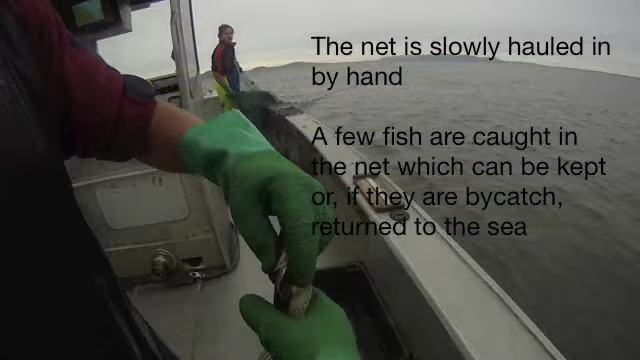 The net is slowly hauled in
by hand
A few fish are caught in
the net which can be kept
or, if they are bycatch,
returned to the sea